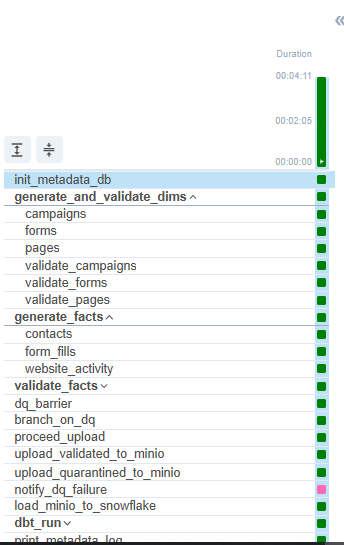 Duration
00:04:11
00:02:05
00:00:00
init_metadata_db
generate_and_validate_dims
campaigns
forms
pages
validate_campaigns
validate_forms
validate_pages
generate_facts
contacts
form_fills
website_activity
validate_facts
dq_barrier
branch_on_dq
proceed_upload
upload_validated_to_minio
upload_quarantined_to_minio
notify_dq_failure
load_minio_to_snowflake
dbt_run
print_metadata_log